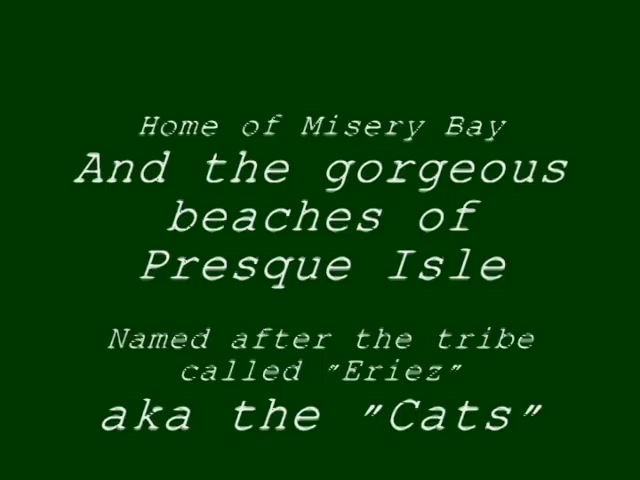 Home of Misery Bay
And the gorgeous
beaches of
Presque Isle
Named after the tribe
called "Eriez"
aka the "Cats"